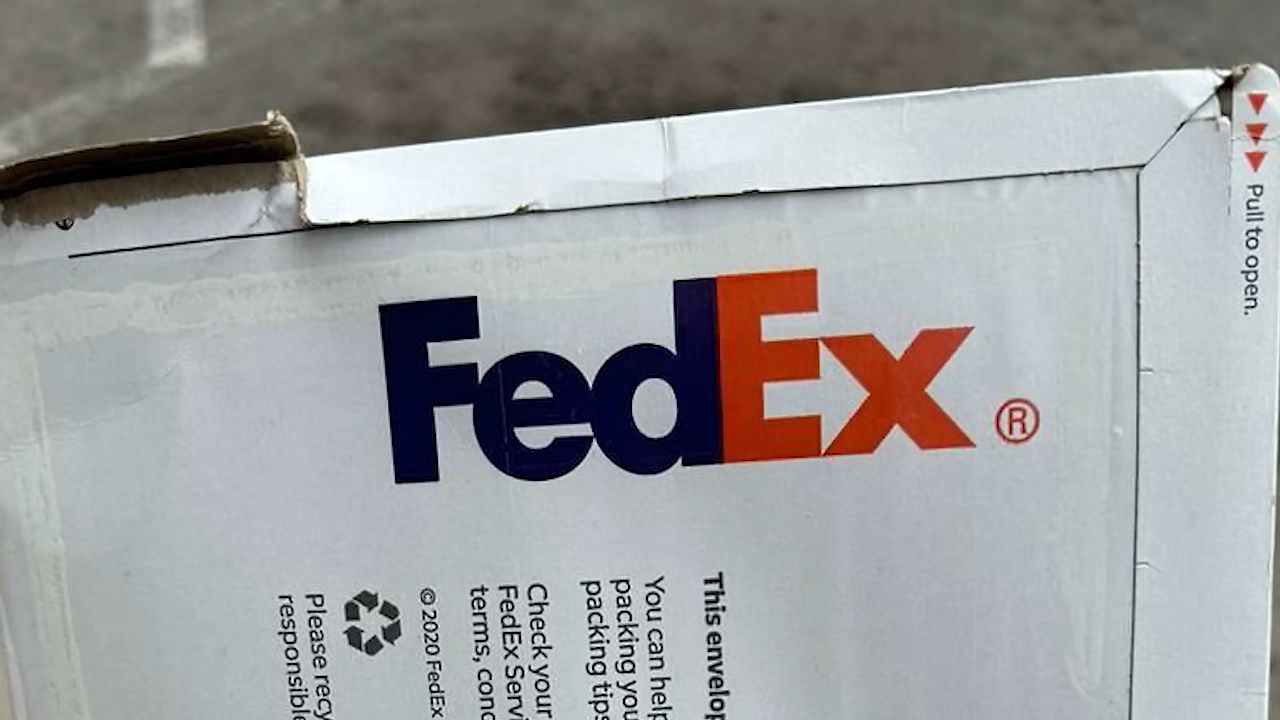 FedEx ®
Pull to open.
This envelop
You can help
packing you
packing tips
Check your
FedEx Servi
terms, cond
© 2020 FedEx
Please recy
responsible